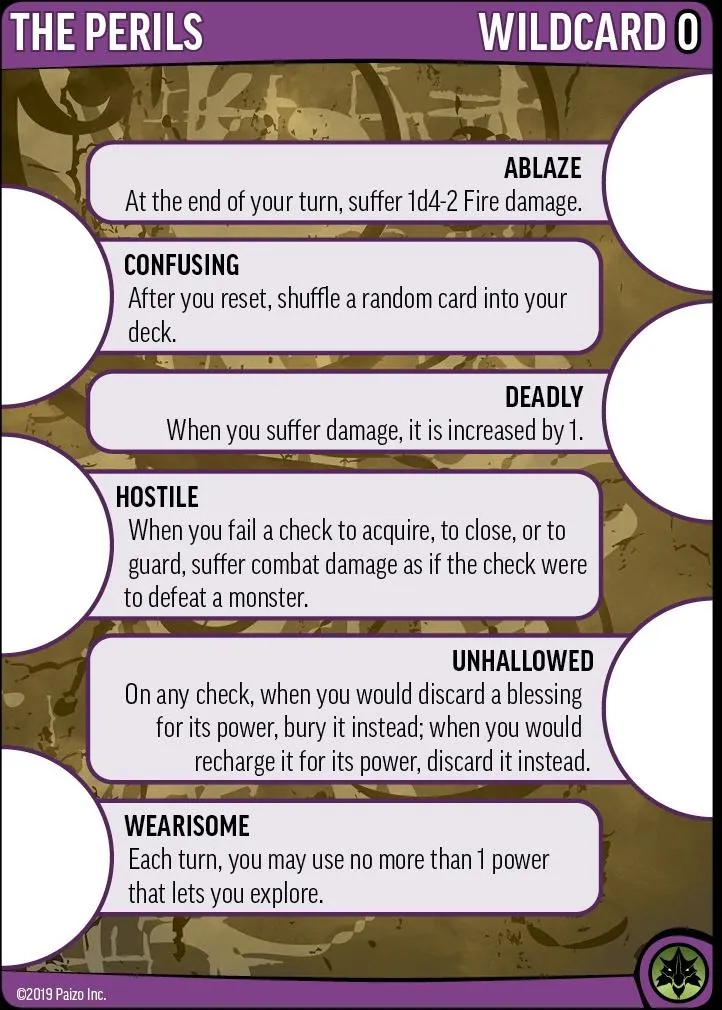 THE PERILS
WILDCARD 0
ABLAZE
At the end of your turn, suffer 1d4-2 Fire damage.
CONFUSING
After you reset, shuffle a random card into your
deck.
DEADLY
When you suffer damage, it is increased by 1.
HOSTILE
When you fail a check to acquire, to close, or to
guard, suffer combat damage as if the check were
to defeat a monster.
UNHALLOWED
On any check, when you would discard a blessing
for its power, bury it instead; when you would
recharge it for its power, discard it instead.
WEARISOME
Each turn, you may use no more than 1 power
that lets you explore.
©2019 Paizo Inc.